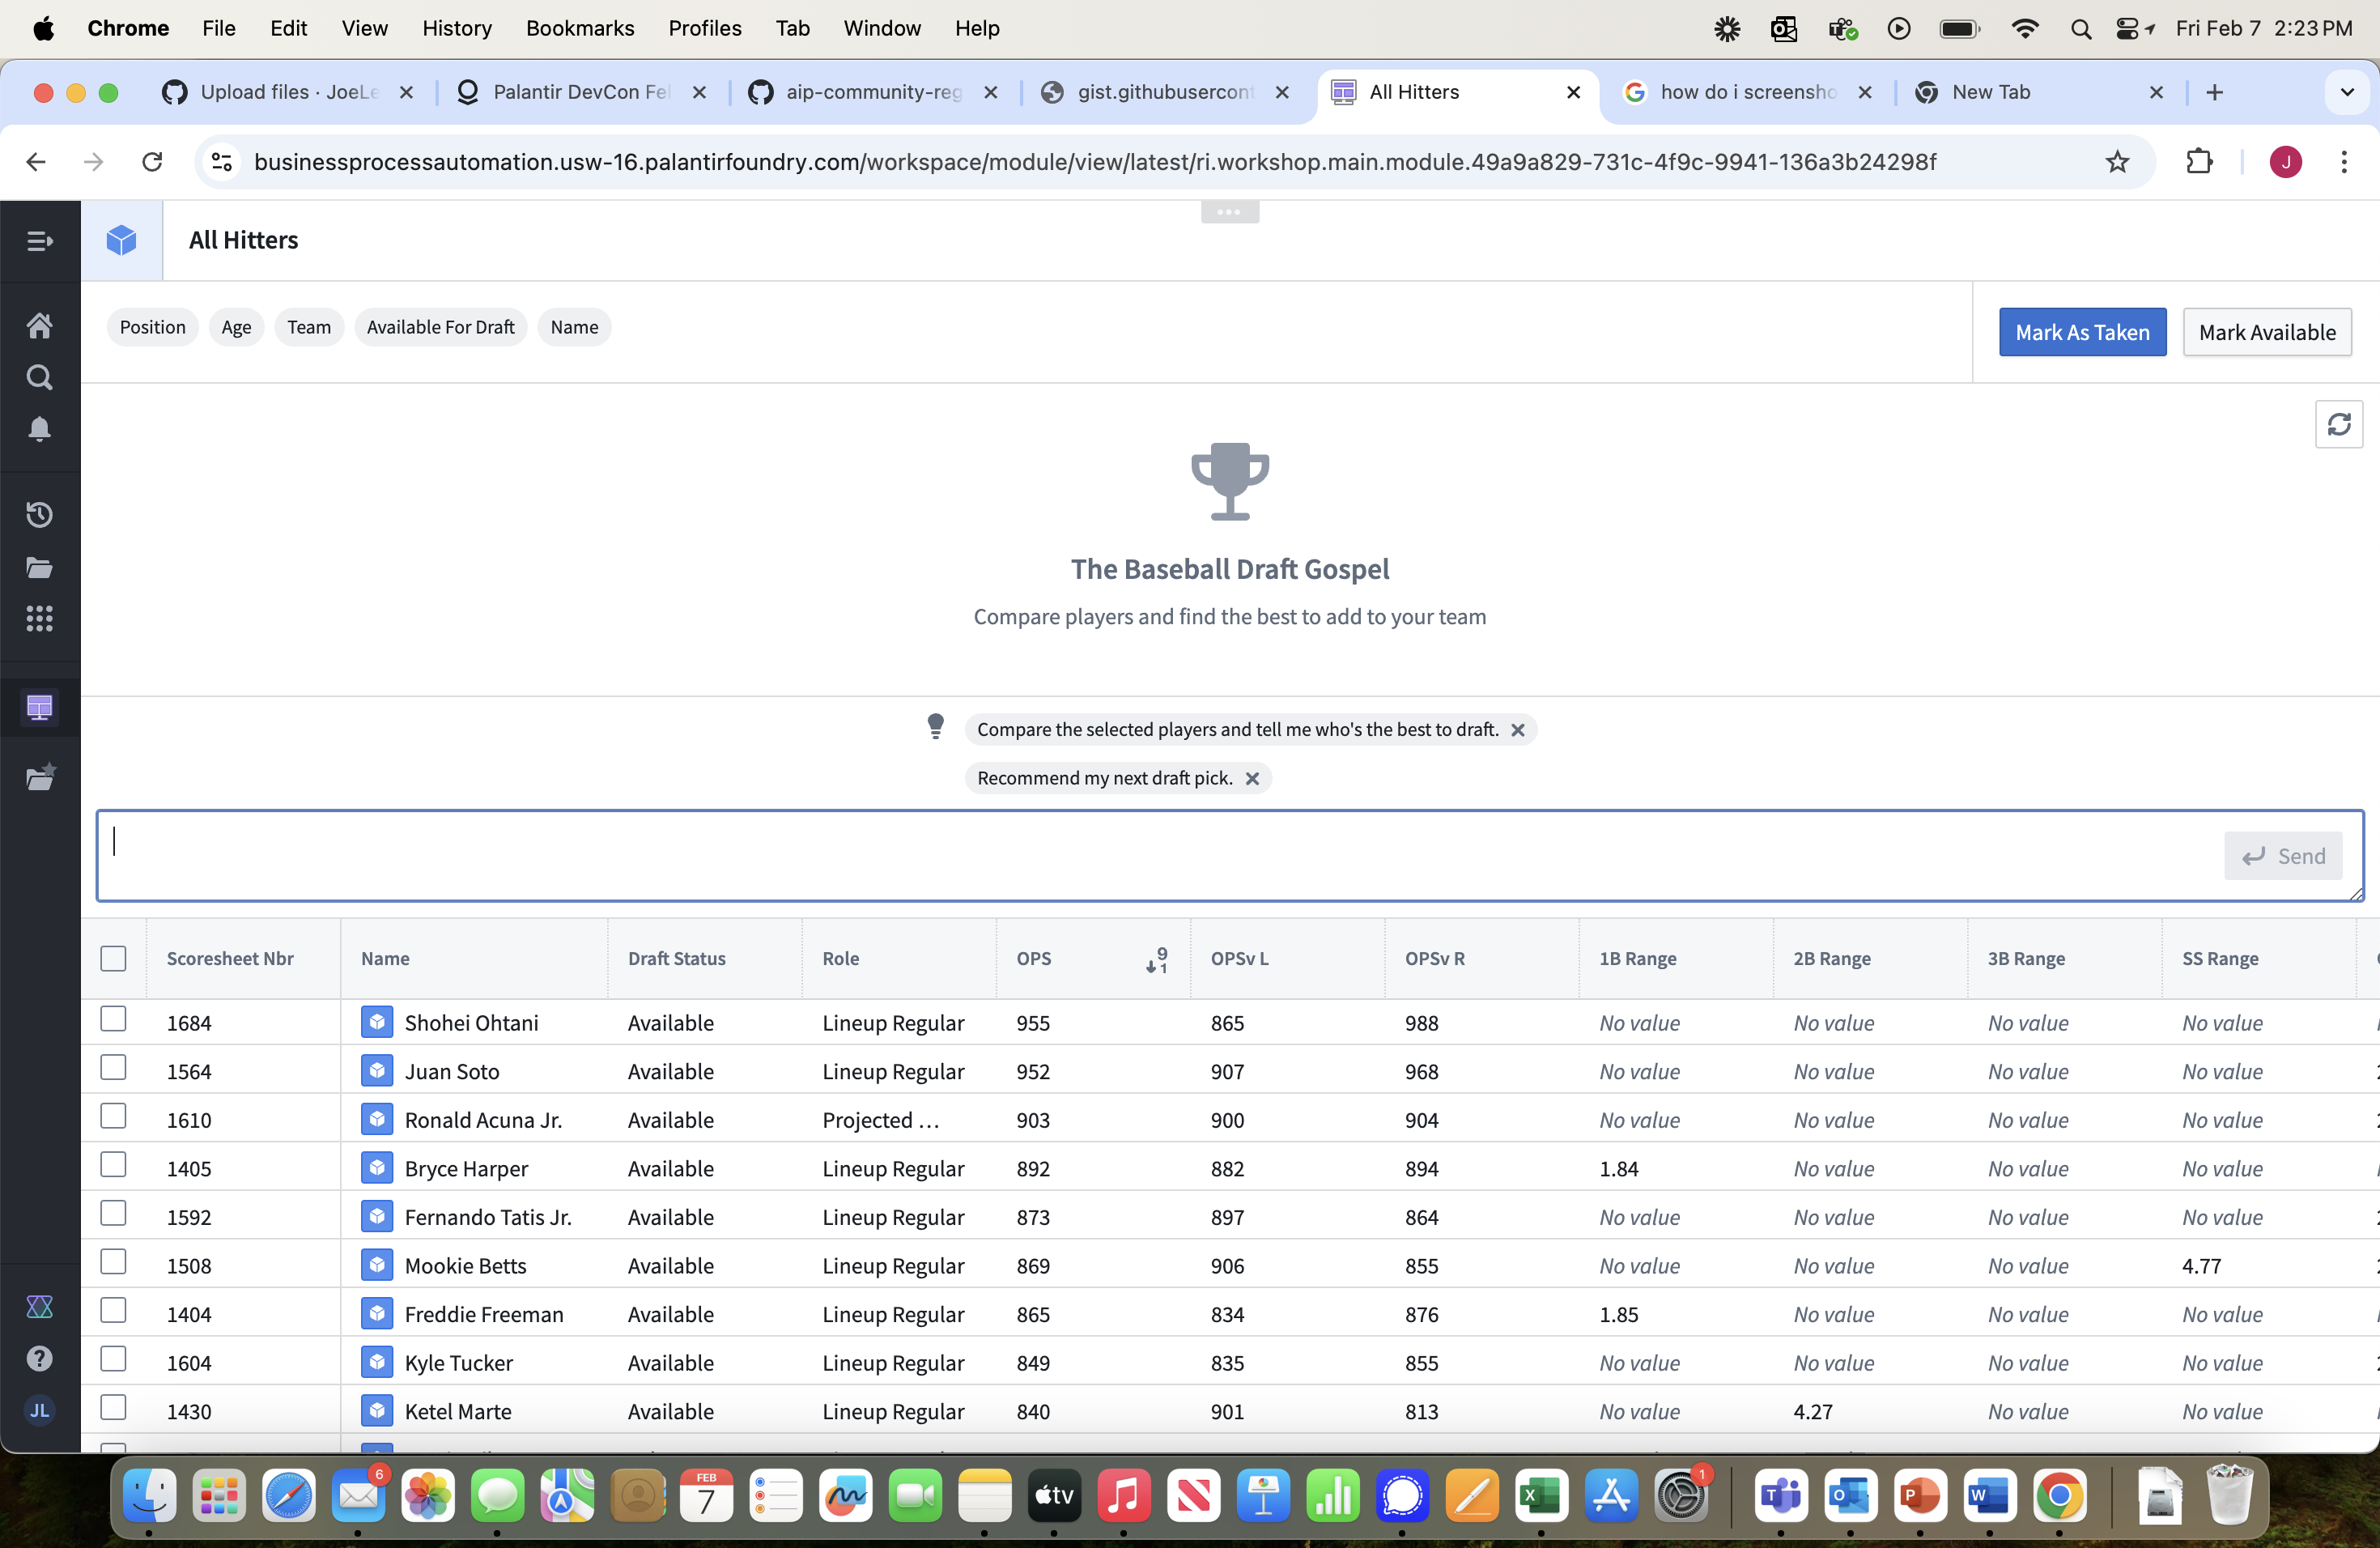 Chrome File Edit View History Bookmarks Profiles Tab Window Help Fri Feb 7 2:23 PM
Upload files · JoeLe Palantir DevCon Fel aip-community-reg gist.githubusercont All Hitters how do i screensho New Tab
businessprocessautomation.usw-16.palantirfoundry.com/workspace/module/view/latest/ri.workshop.main.module.49a9a829-731c-4f9c-9941-136a3b24298f J
All Hitters
Position Age Team Available For Draft Name Mark As Taken Mark Available
The Baseball Draft Gospel
Compare players and find the best to add to your team
Compare the selected players and tell me who's the best to draft.
Recommend my next draft pick.
Send
Scoresheet Nbr Name Draft Status Role OPS 9 1 OPSv L OPSv R 1B Range 2B Range 3B Range SS Range
1684 Shohei Ohtani Available Lineup Regular 955 865 988 No value No value No value No value
1564 Juan Soto Available Lineup Regular 952 907 968 No value No value No value No value
1610 Ronald Acuna Jr. Available Projected ... 903 900 904 No value No value No value No value
1405 Bryce Harper Available Lineup Regular 892 882 894 1.84 No value No value No value
1592 Fernando Tatis Jr. Available Lineup Regular 873 897 864 No value No value No value No value
1508 Mookie Betts Available Lineup Regular 869 906 855 No value No value No value 4.77
1404 Freddie Freeman Available Lineup Regular 865 834 876 1.85 No value No value No value
1604 Kyle Tucker Available Lineup Regular 849 835 855 No value No value No value No value
1430 Ketel Marte Available Lineup Regular 840 901 813 No value 4.27 No value No value
JL
6 FEB 7 tv X 1 T O P W